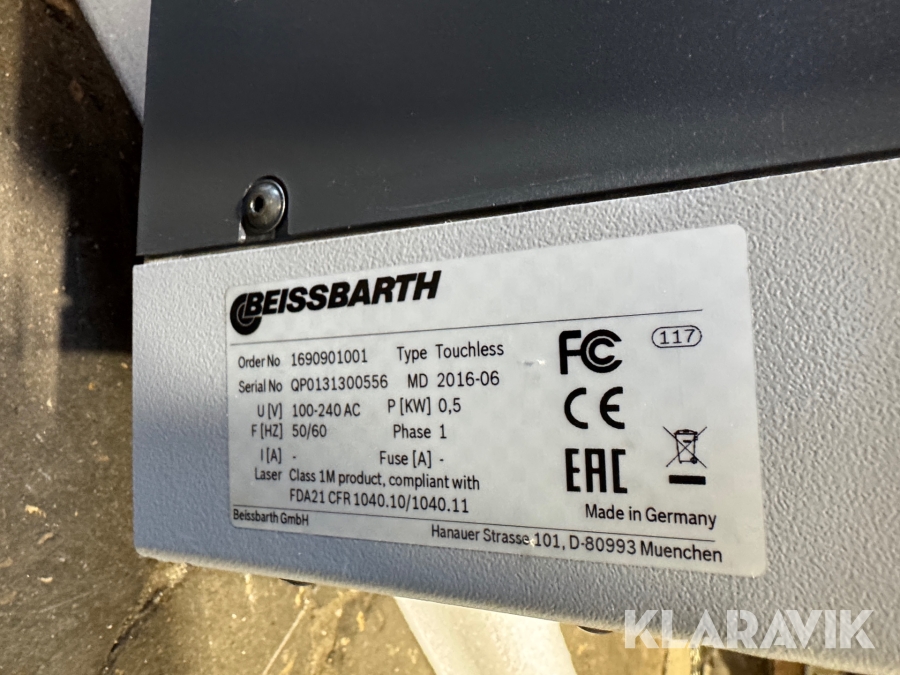 BEISSBARTH
Order No 1690901001 Type Touchless
Serial No QP0131300556 MD 2016-06
U [V] 100-240 AC P [KW] 0,5
F [HZ] 50/60 Phase 1
I [A] - Fuse [A] -
Laser Class 1M product, compliant with
FDA21 CFR 1040.10/1040.11
Beissbarth GmbH
Hanauer Strasse 101, D-80993 Muenchen
FC
117
CE
EAC
Made in Germany
KLARAVIK